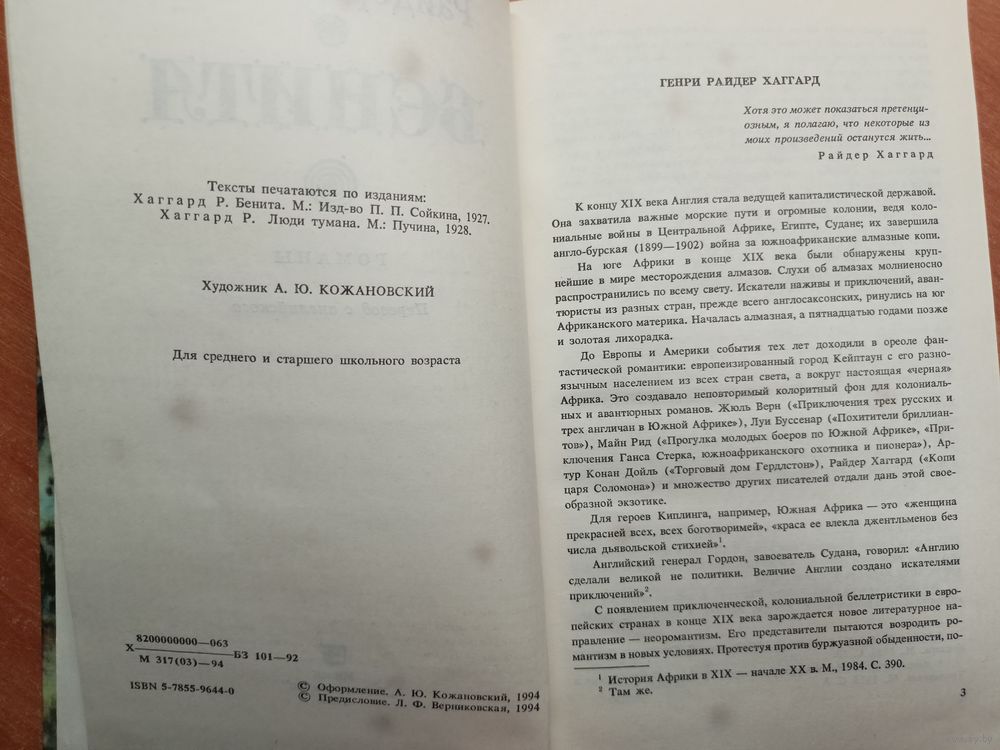 Тексты печатаются по изданиям:
Хаггард Р. Бенита. М.: Изд-во П. П. Сойкина, 1927.
Хаггард Р. Люди тумана. М.: Пучина, 1928.
Художник А. Ю. КОЖАНОВСКИЙ
Для среднего и старшего школьного возраста
8200000000—063
Х
БЗ 101—92
М 317(03)—94
ISBN 5-7855-9644-0
© Оформление. А. Ю. Кожановский, 1994
© Предисловие. Л. Ф. Верниковская, 1994
ГЕНРИ РАЙДЕР ХАГГАРД
Хотя это может показаться претенци-
озным, я полагаю, что некоторые из
моих произведений останутся жить...
Райдер Хаггард
К концу XIX века Англия стала ведущей капиталистической державой.
Она захватила важные морские пути и огромные колонии, ведя коло-
ниальные войны в Центральной Африке, Египте, Судане; их завершила
англо-бурская (1899—1902) война за южноафриканские алмазные копи.
На юге Африки в конце XIX века были обнаружены круп-
нейшие в мире месторождения алмазов. Слухи об алмазах молниеносно
распространились по всему свету. Искатели наживы и приключений, аван-
тюристы из разных стран, прежде всего англосаксонских, ринулись на юг
Африканского материка. Началась алмазная, а пятнадцатью годами позже
и золотая лихорадка.
До Европы и Америки события тех лет доходили в ореоле фан-
тастической романтики: европеизированный город Кейптаун с его разно-
язычным населением из всех стран света, а вокруг настоящая «черная»
Африка. Это создавало неповторимый колоритный фон для колониаль-
ных и авантюрных романов. Жюль Верн («Приключения трех русских и
трех англичан в Южной Африке»), Луи Буссенар («Похитители бриллиан-
тов»), Майн Рид («Прогулка молодых боеров по Южной Африке», «При-
ключения Ганса Стерка, южноафриканского охотника и пионера»), Ар-
тур Конан Дойль («Торговый дом Гердлстон»), Райдер Хаггард («Копи
царя Соломона») и множество других писателей отдали дань этой свое-
образной экзотике.
Для героев Киплинга, например, Южная Африка — это «женщина
прекрасней всех, всех боготворимей», «краса ее влекла джентльменов без
числа дьявольской стихией»¹.
Английский генерал Гордон, завоеватель Судана, говорил: «Англию
сделали великой не политики. Величие Англии создано искателями
приключений»².
С появлением приключенческой, колониальной беллетристики в евро-
пейских странах в конце XIX века зарождается новое литературное на-
правление — неоромантизм. Его представители пытаются возродить ро-
мантизм в новых условиях. Протестуя против буржуазной обыденности, по-
¹ История Африки в XIX — начале XX в. М., 1984. С. 390.
² Там же.
3